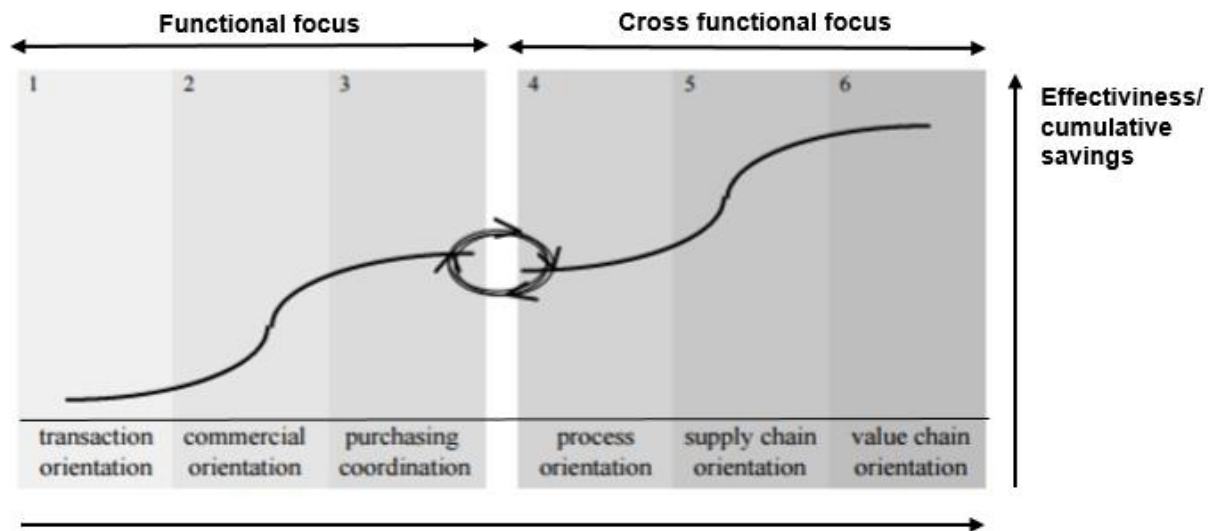 Functional focus
Cross functional focus
1
2
3
4
5
6
Effectiviness/
cumulative
savings
transaction
orientation
commercial
orientation
purchasing
coordination
process
orientation
supply chain
orientation
value chain
orientation